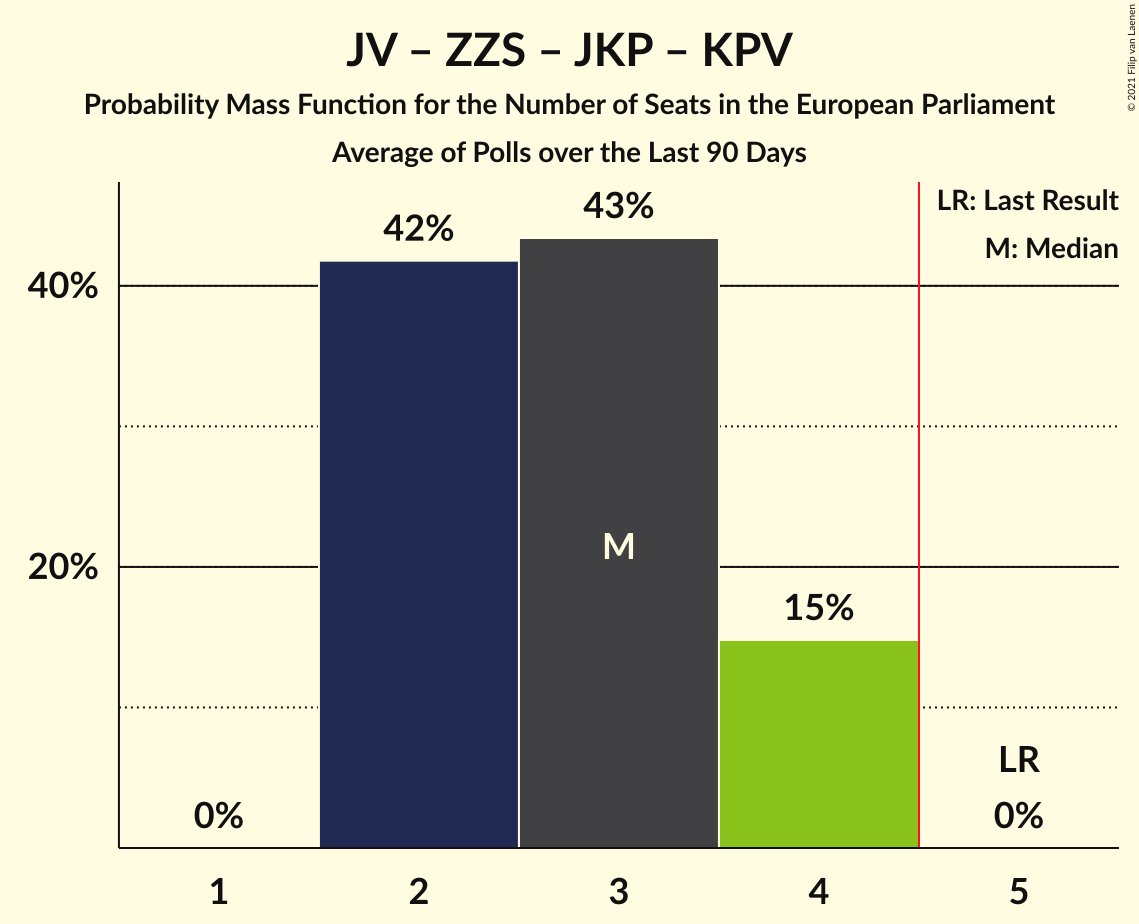 JV – ZZS – JKP – KPV
Probability Mass Function for the Number of Seats in the European Parliament
Average of Polls over the Last 90 Days
© 2021 Filip van Laenen
LR: Last Result
M: Median
43%
42%
40%
M
20%
15%
LR
0%
0%
1 2 3 4 5